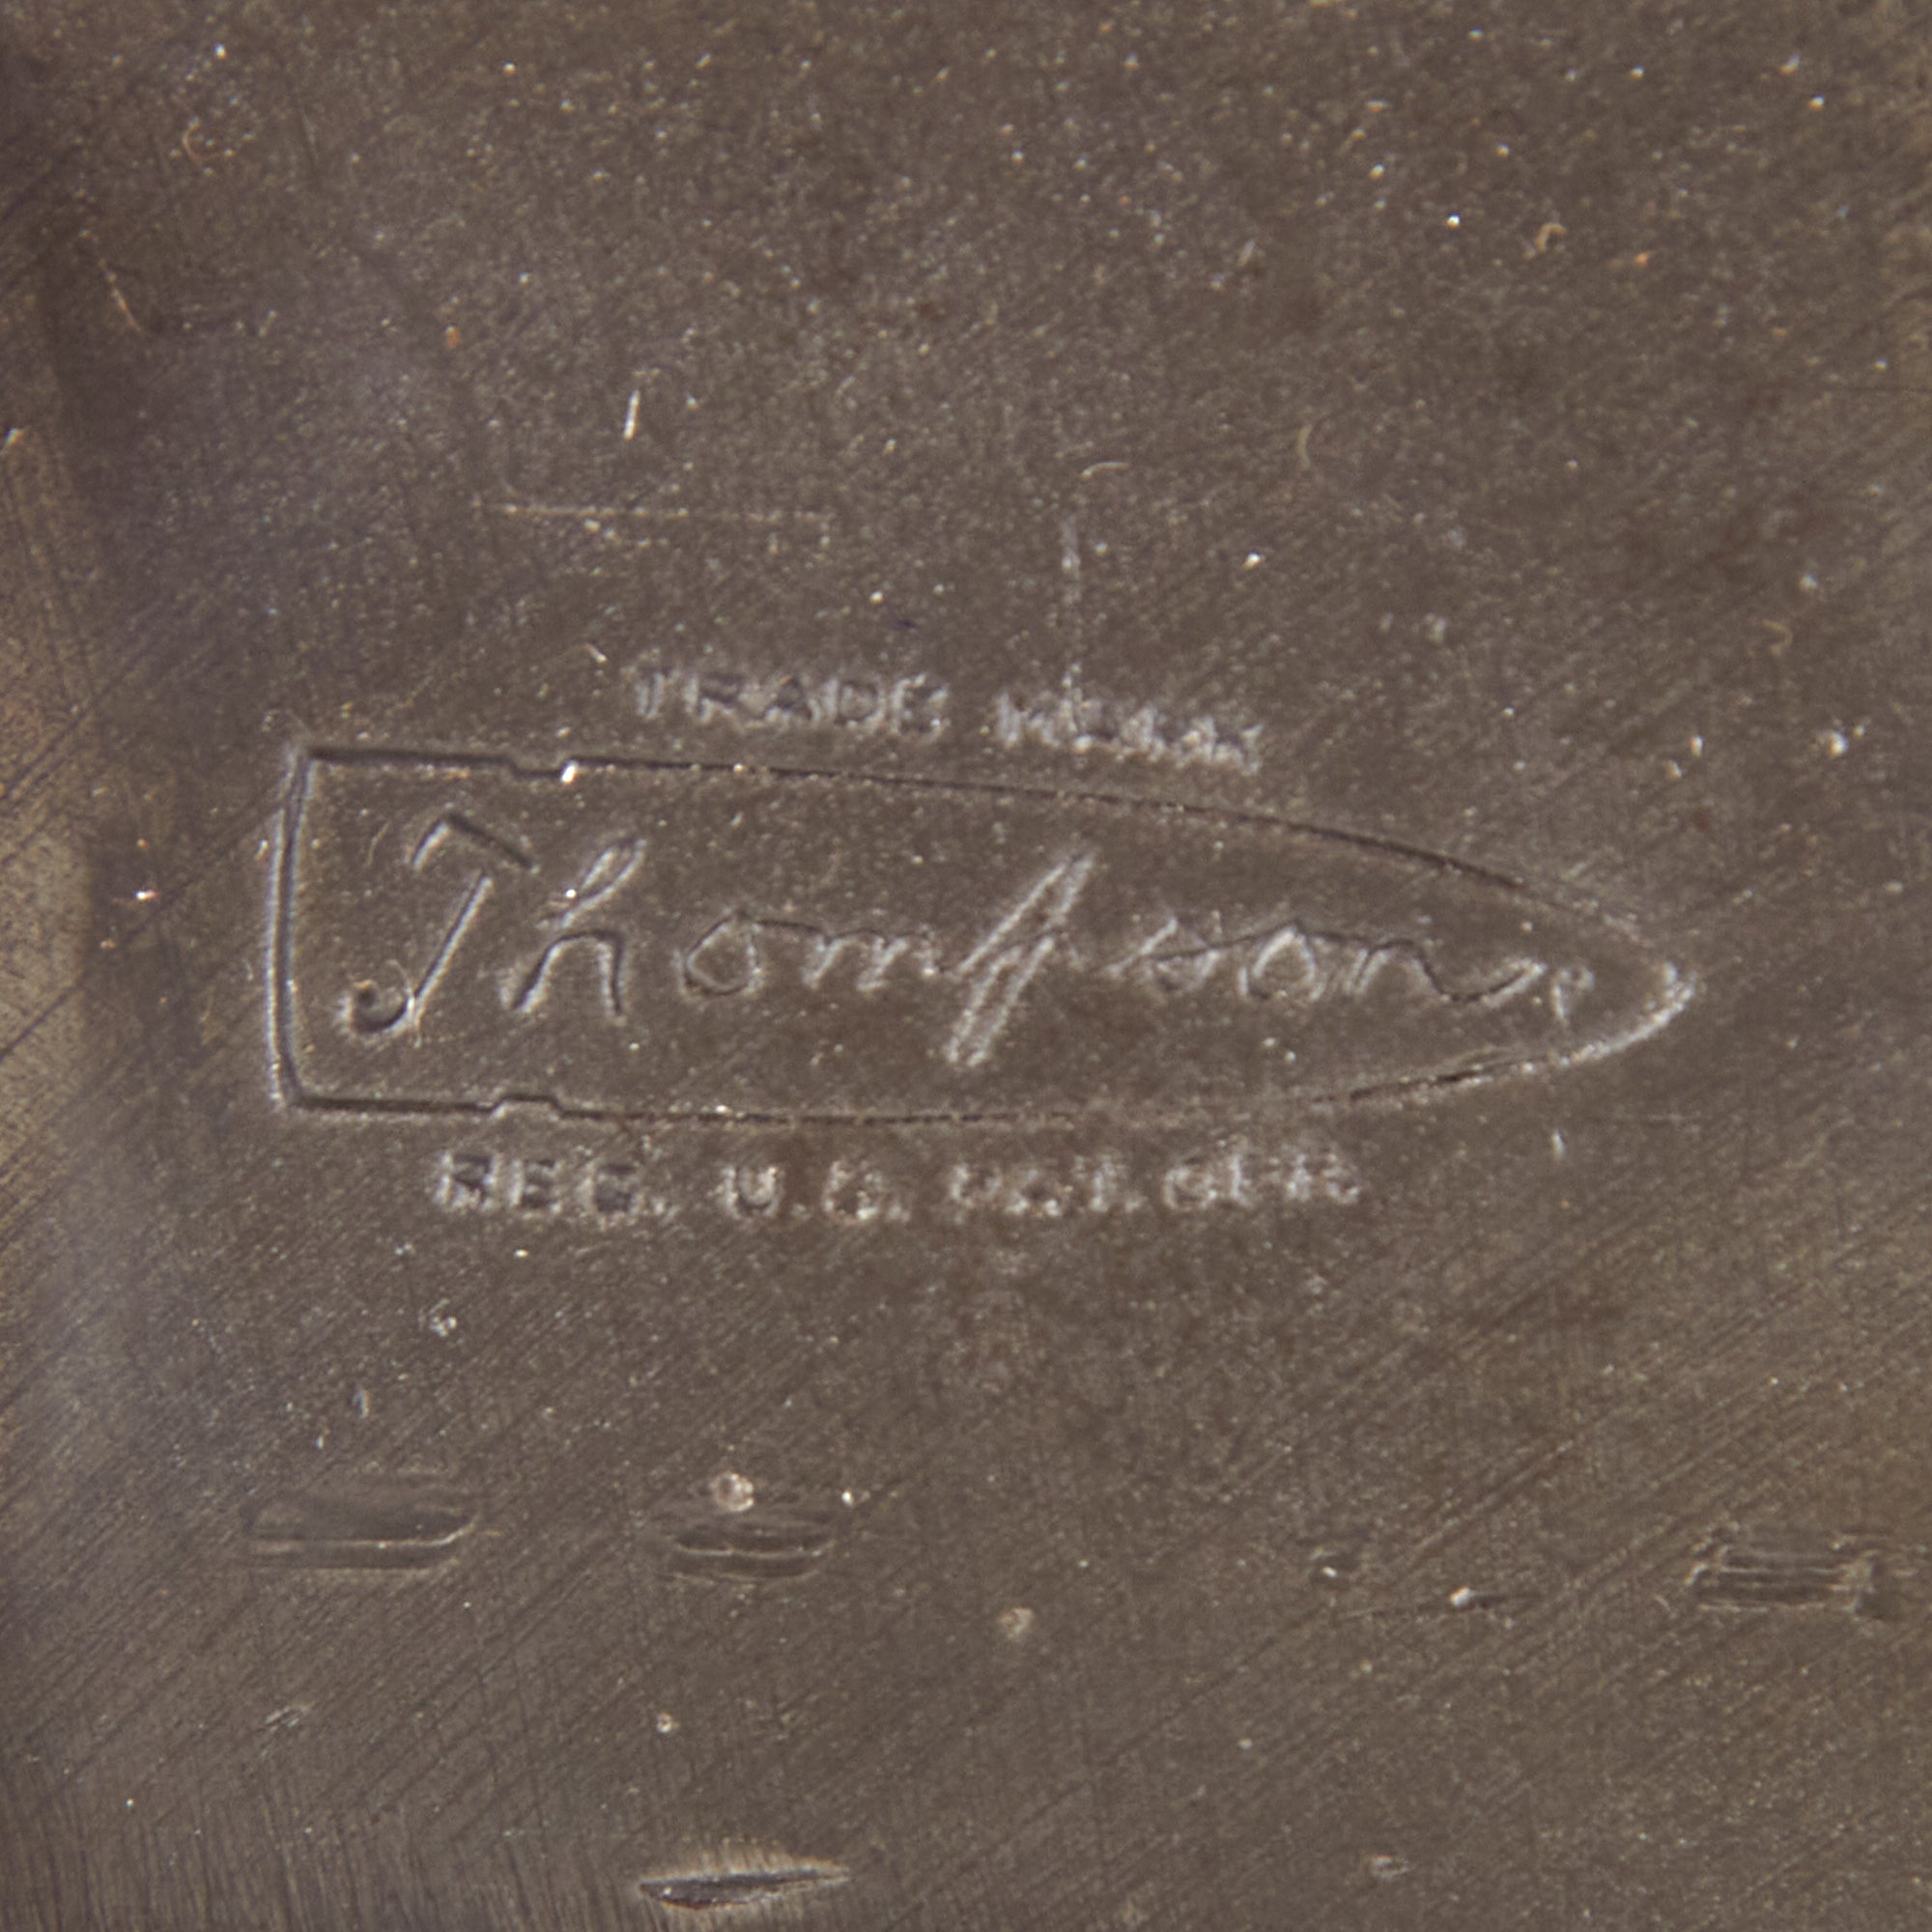 TRADE MARK
Thompson
REG. U.S. PAT. OFF.